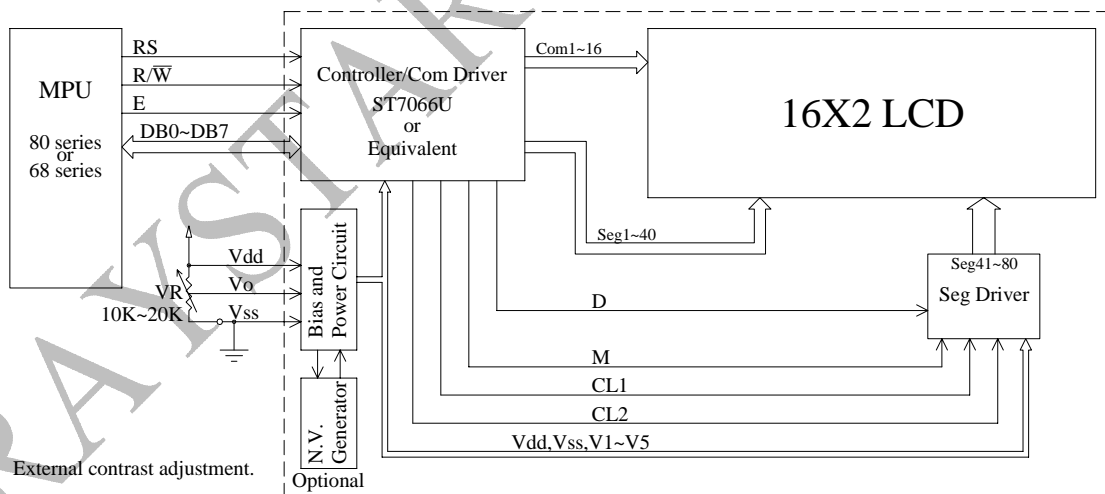 RS
R/W̅
E
DB0~DB7
MPU
80 series
or
68 series
Controller/Com Driver
ST7066U
or
Equivalent
Com1~16
16X2 LCD
Seg1~40
Seg41~80
Seg Driver
Vdd
Vo
Vss
VR
10K~20K
Bias and
Power Circuit
N.V.
Generator
Optional
D
M
CL1
CL2
Vdd,Vss,V1~V5
External contrast adjustment.
RAYSTAR